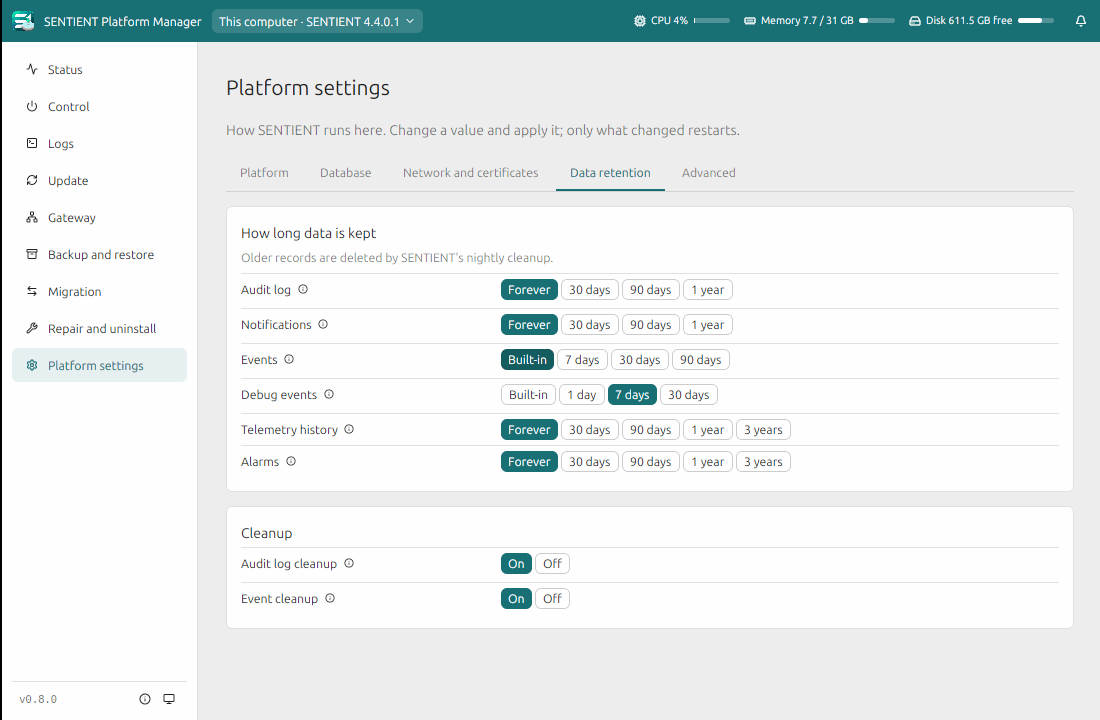 SENTIENT Platform Manager
This computer · SENTIENT 4.4.0.1
CPU 4%
Memory 7.7 / 31 GB
Disk 611.5 GB free
Status
Control
Logs
Update
Gateway
Backup and restore
Migration
Repair and uninstall
Platform settings
v0.8.0
Platform settings
How SENTIENT runs here. Change a value and apply it; only what changed restarts.
Platform Database Network and certificates Data retention Advanced
How long data is kept
Older records are deleted by SENTIENT's nightly cleanup.
Audit log Forever 30 days 90 days 1 year
Notifications Forever 30 days 90 days 1 year
Events Built-in 7 days 30 days 90 days
Debug events Built-in 1 day 7 days 30 days
Telemetry history Forever 30 days 90 days 1 year 3 years
Alarms Forever 30 days 90 days 1 year 3 years
Cleanup
Audit log cleanup On Off
Event cleanup On Off